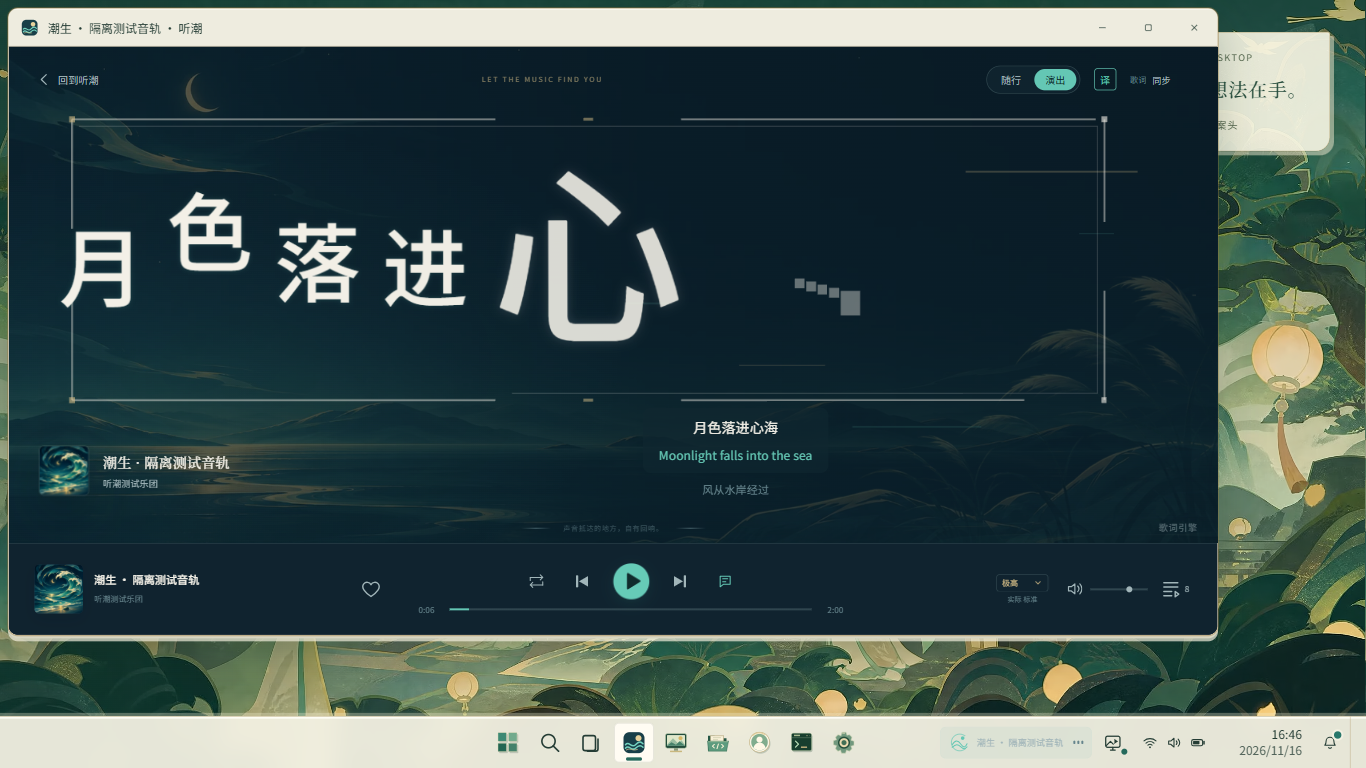 潮生 · 隔离测试音轨 · 听潮
回到听潮
LET THE MUSIC FIND YOU
随行
演出
译
歌词 同步
SKTOP
想法在手。
案头
月色落进心
月色落进心海
Moonlight falls into the sea
风从水岸经过
潮生 · 隔离测试音轨
听潮测试乐团
声音抵达的地方，自有回响。
歌词引擎
潮生 · 隔离测试音轨
听潮测试乐团
0:06
2:00
极高
实际 标准
8
潮生 · 隔离测试音轨
16:46
2026/11/16